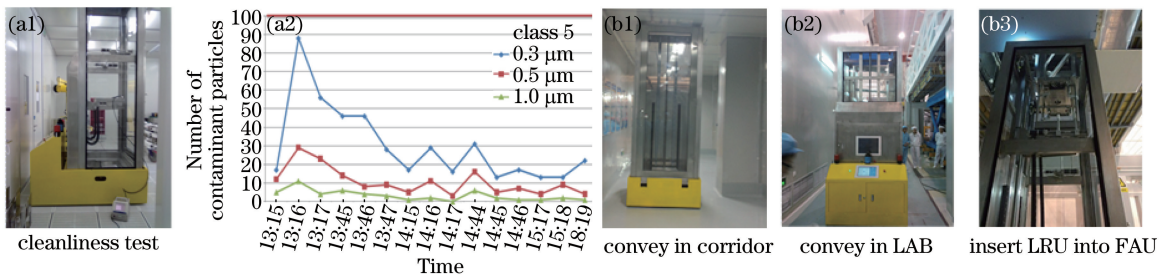 (a1)
cleanliness test
(a2)
Number of
contaminant particles
100
90
80
70
60
50
40
30
20
10
0
class 5
0.3 μm
0.5 μm
1.0 μm
13:15
13:16
13:17
13:45
13:46
13:47
14:15
14:16
14:17
14:44
14:45
14:46
15:17
15:18
18:19
Time
(b1)
convey in corridor
(b2)
convey in LAB
(b3)
insert LRU into FAU